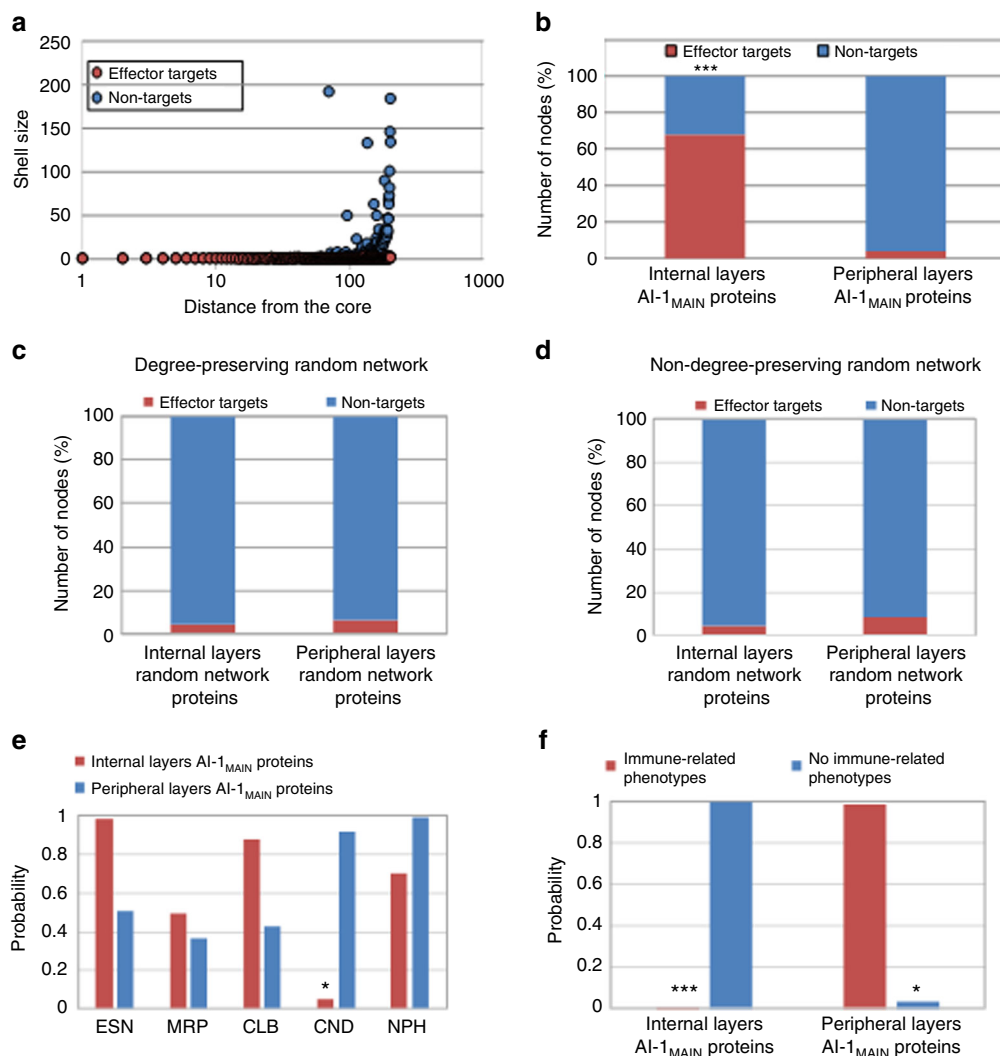 a
250
200
150
100
50
0
Shell size
Effector targets
Non-targets
1
10
100
1000
Distance from the core
b
Effector targets
Non-targets
***
100
80
60
40
20
0
Number of nodes (%)
Internal layers
AI-1MAIN proteins
Peripheral layers
AI-1MAIN proteins
c
Degree-preserving random network
Effector targets
Non-targets
100
80
60
40
20
0
Number of nodes (%)
Internal layers
random network
proteins
Peripheral layers
random network
proteins
d
Non-degree-preserving random network
Effector targets
Non-targets
100
80
60
40
20
0
Number of nodes (%)
Internal layers
random network
proteins
Peripheral layers
random network
proteins
e
Internal layers AI-1MAIN proteins
Peripheral layers AI-1MAIN proteins
1
0.8
0.6
0.4
0.2
0
Probability
*
ESN
MRP
CLB
CND
NPH
f
Immune-related
phenotypes
No immune-related
phenotypes
1
0.8
0.6
0.4
0.2
0
Probability
***
*
Internal layers
AI-1MAIN proteins
Peripheral layers
AI-1MAIN proteins